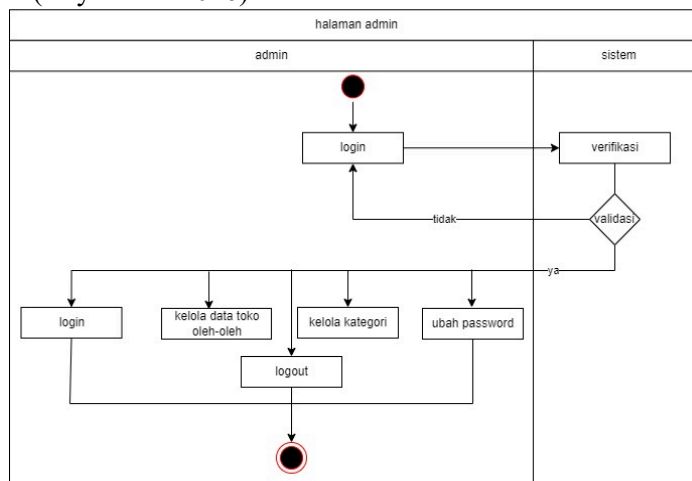 halaman admin
admin
sistem
login
verifikasi
tidak
validasi
ya
login
kelola data toko
oleh-oleh
kelola kategori
ubah password
logout